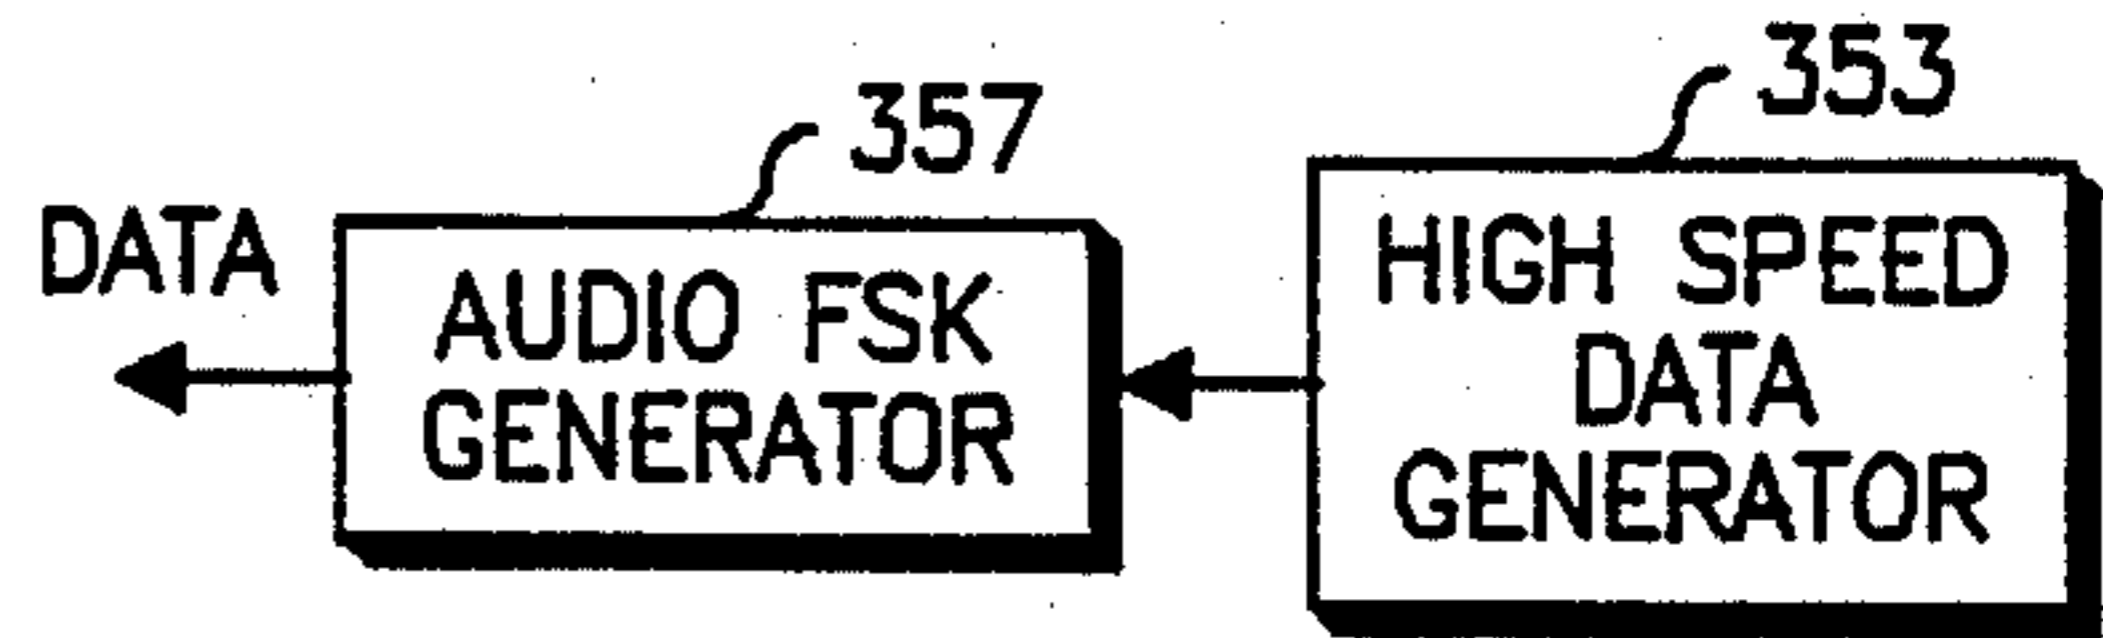 353
357
DATA
AUDIO FSK
GENERATOR
HIGH SPEED
DATA
GENERATOR